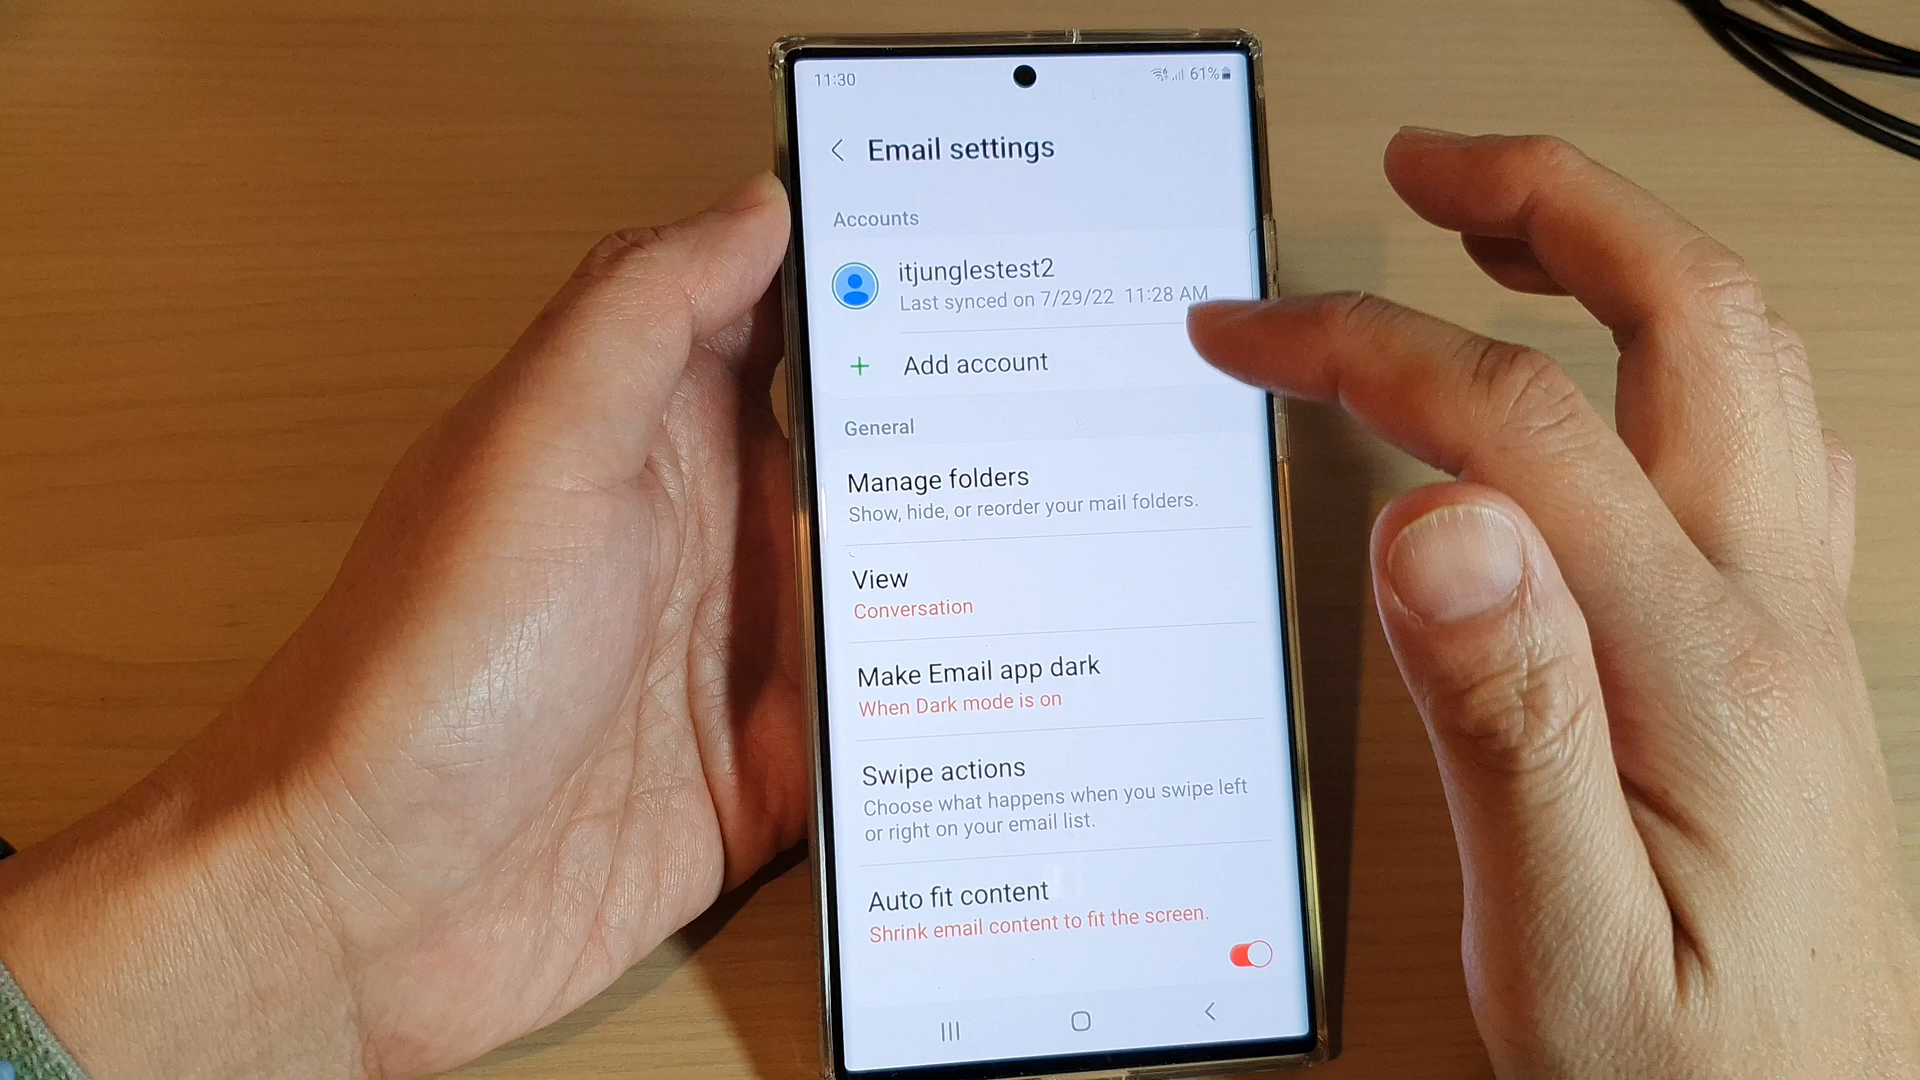 11:30
61%
Email settings
Accounts
itjunglestest2
Last synced on 7/29/22 11:28 AM
+ Add account
General
Manage folders
Show, hide, or reorder your mail folders.
View
Conversation
Make Email app dark
When Dark mode is on
Swipe actions
Choose what happens when you swipe left
or right on your email list.
Auto fit content
Shrink email content to fit the screen.